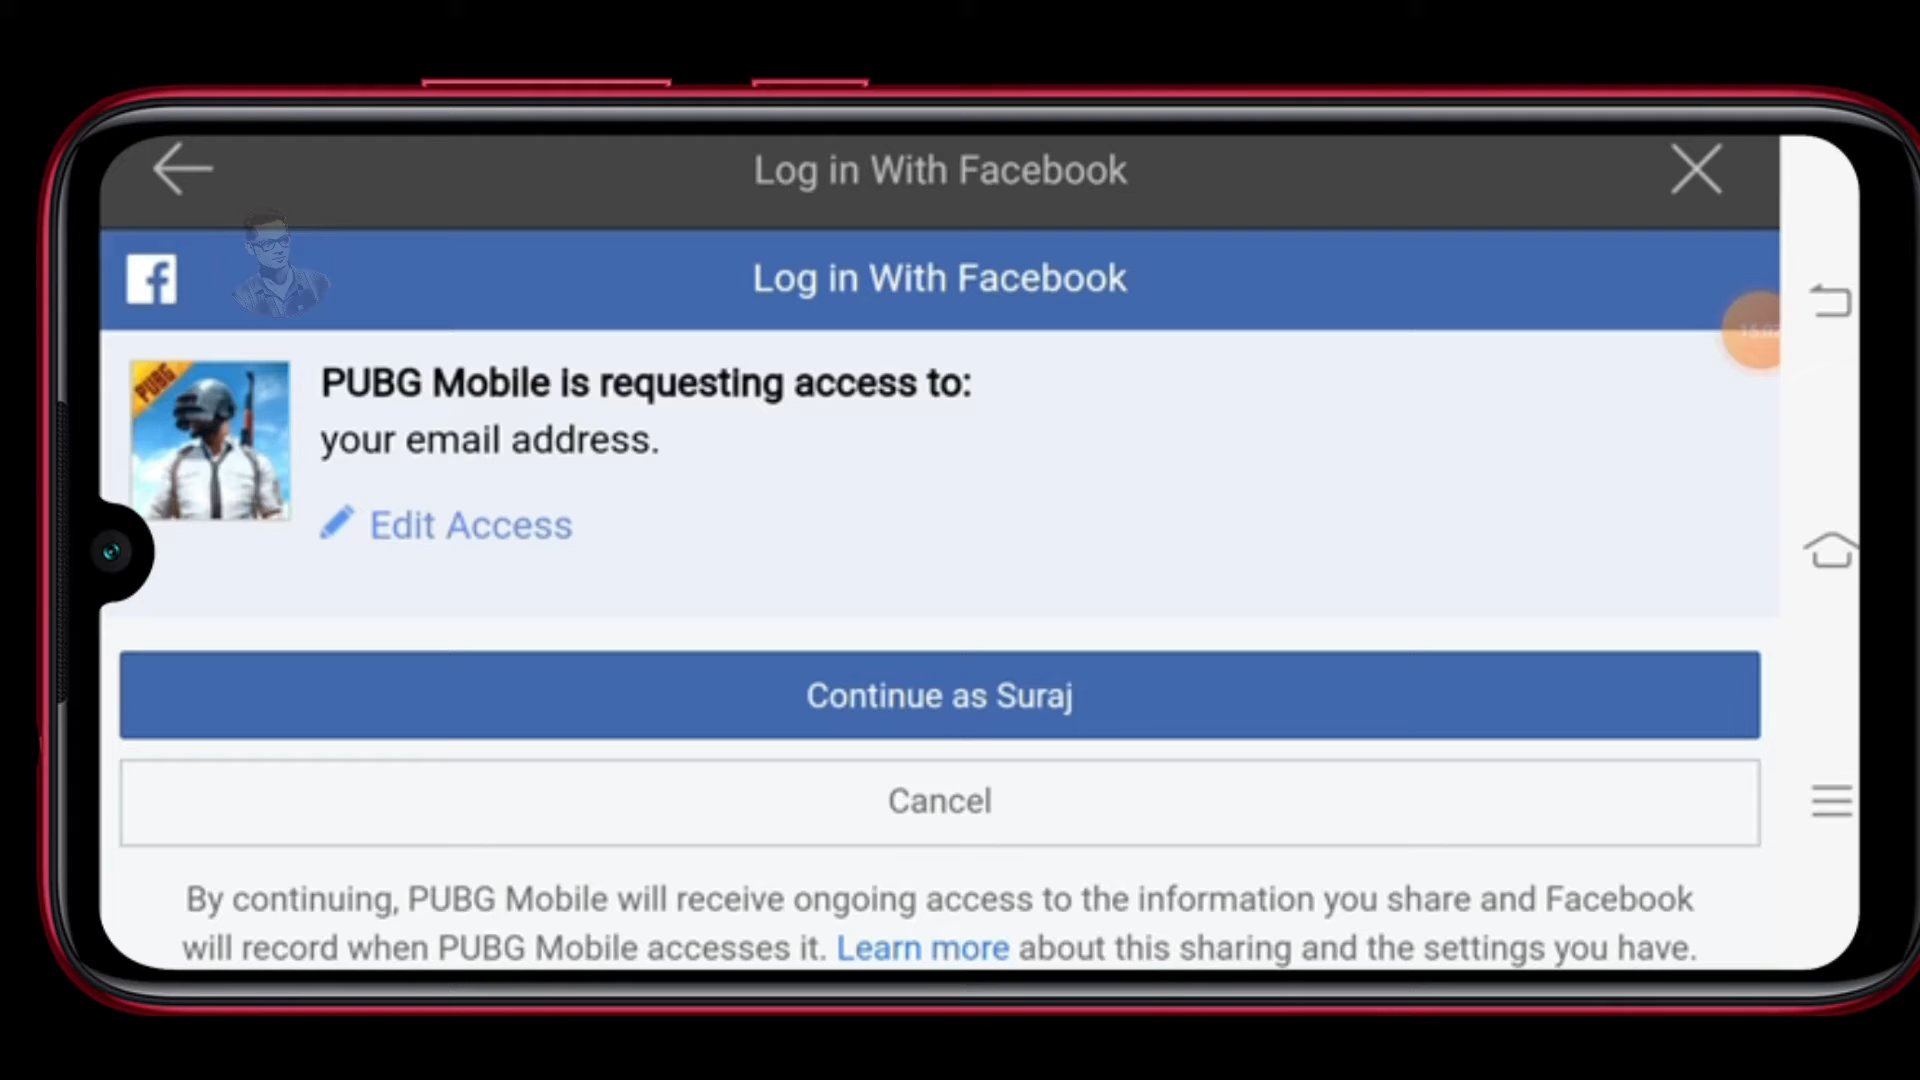 Log in With Facebook
Log in With Facebook
PUBG
PUBG Mobile is requesting access to:
your email address.
Edit Access
Continue as Suraj
Cancel
By continuing, PUBG Mobile will receive ongoing access to the information you share and Facebook
will record when PUBG Mobile accesses it. Learn more about this sharing and the settings you have.